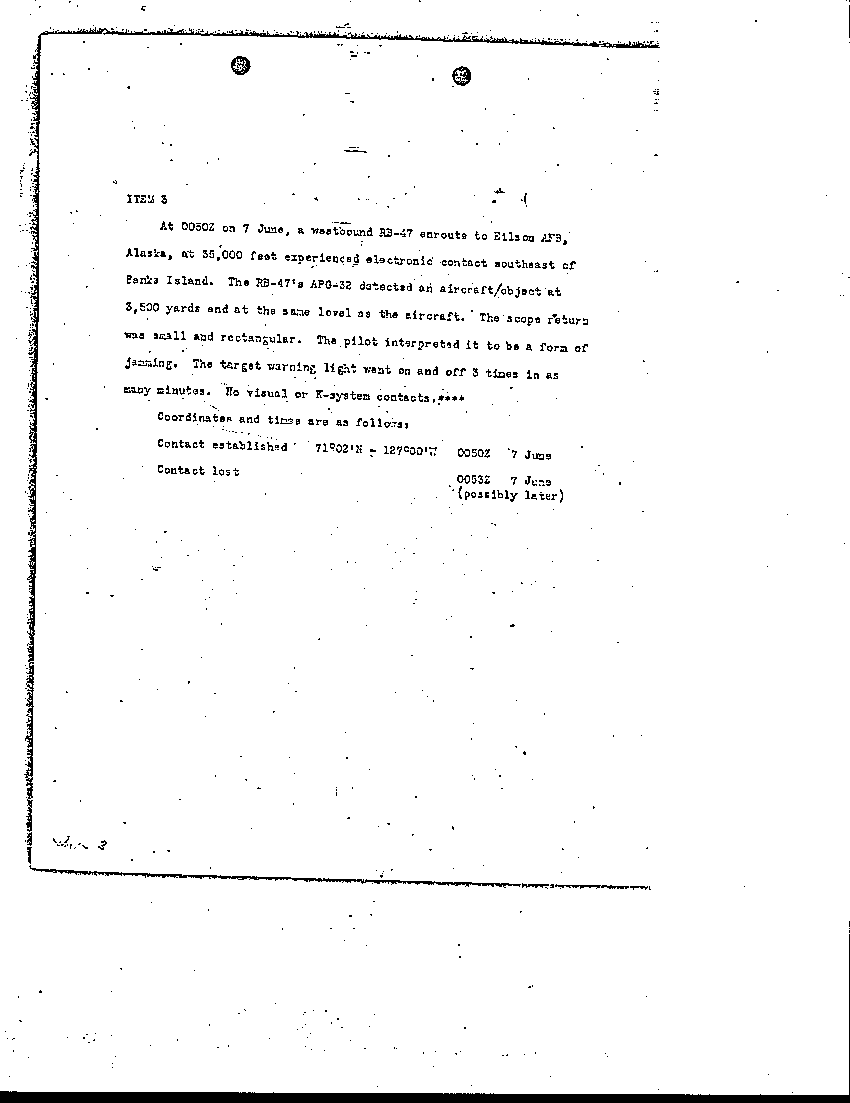 ITEM 3
At 0050Z on 7 June, a westbound RB-47 enroute to Eilson AFB,
Alaska, at 35,000 feet experienced electronic contact southeast of
Banks Island. The RB-47's APG-32 detected an aircraft/object at
3,500 yards and at the same level as the aircraft. The scope return
was small and rectangular. The pilot interpreted it to be a form of
jamming. The target warning light went on and off 3 times in as
many minutes. No visual or K-system contacts.****
Coordinates and times are as follows:
Contact established 71°02'N - 127°00'W 0050Z 7 June
Contact lost 0053Z 7 June
(possibly later)
3